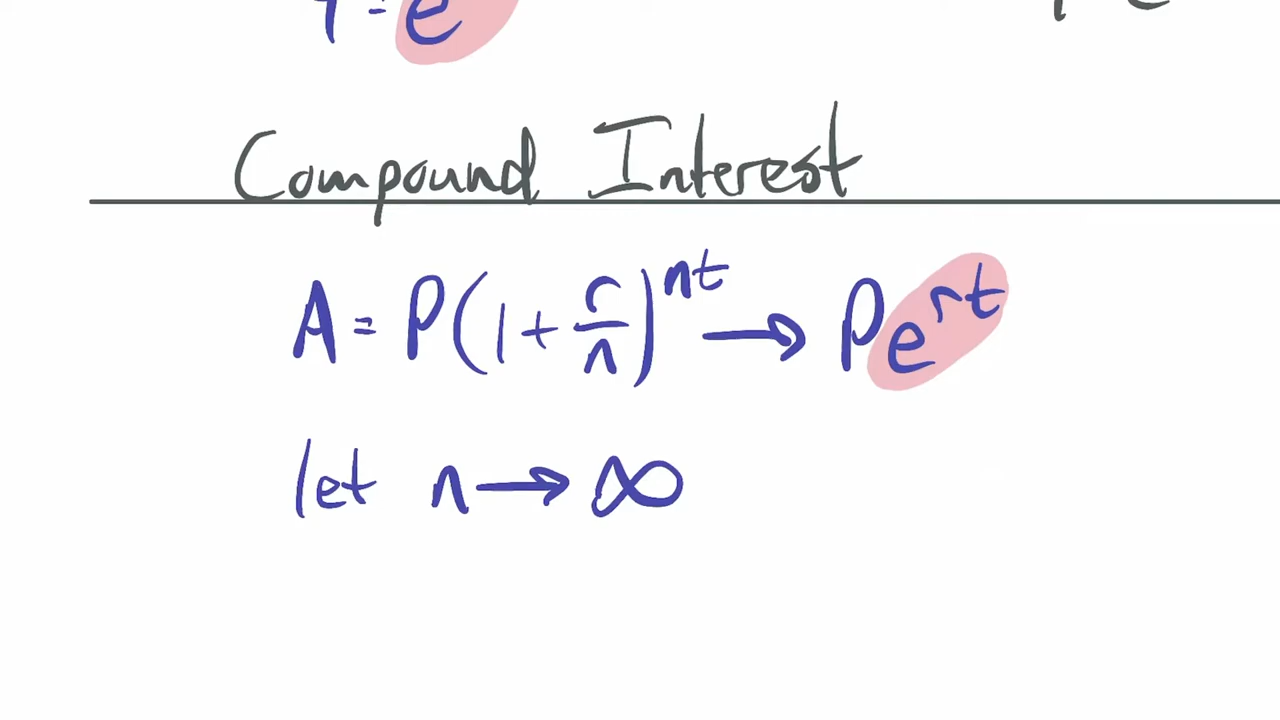 Compound Interest
A = P(1 + r/n)^nt → Pe^rt
let n → ∞